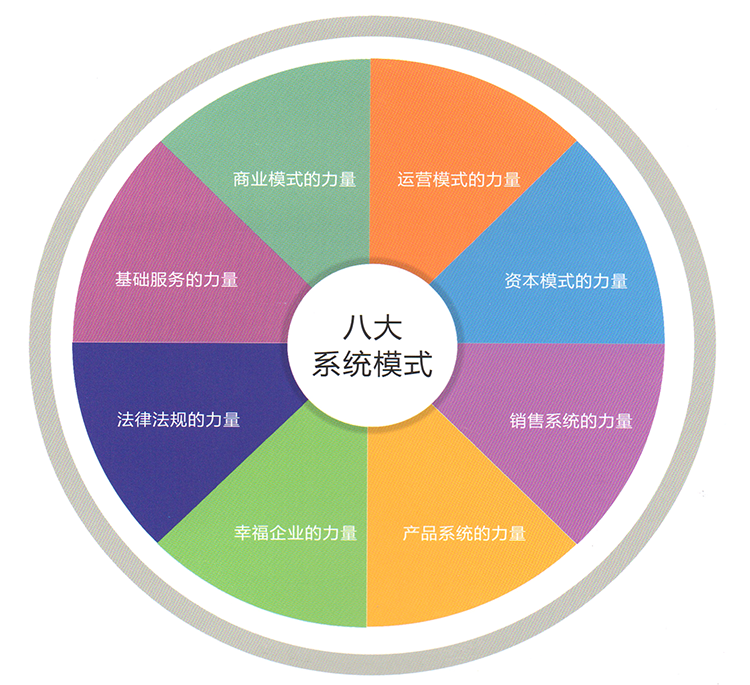 商业模式的力量
运营模式的力量
基础服务的力量
资本模式的力量
八大
系统模式
法律法规的力量
销售系统的力量
幸福企业的力量
产品系统的力量